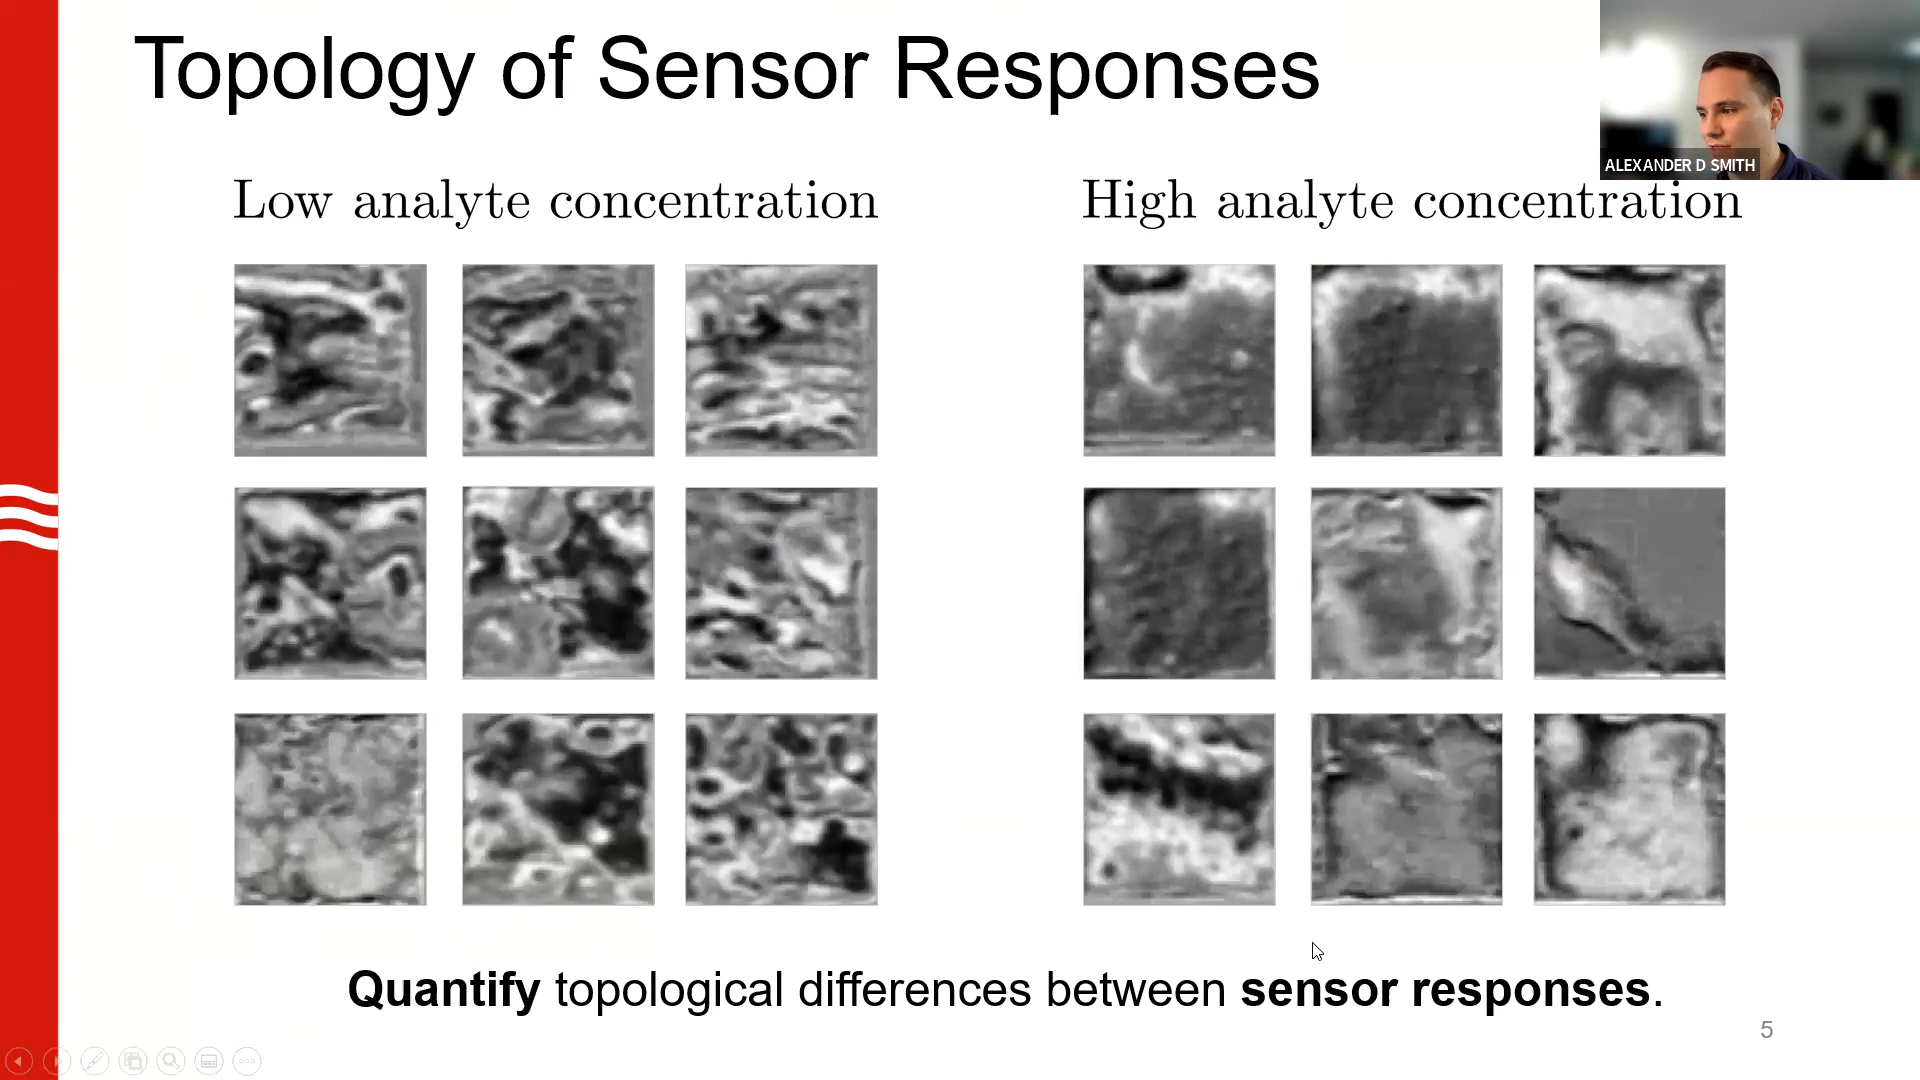 Topology of Sensor Responses
ALEXANDER D SMITH
Low analyte concentration
High analyte concentration
Quantify topological differences between sensor responses.
5